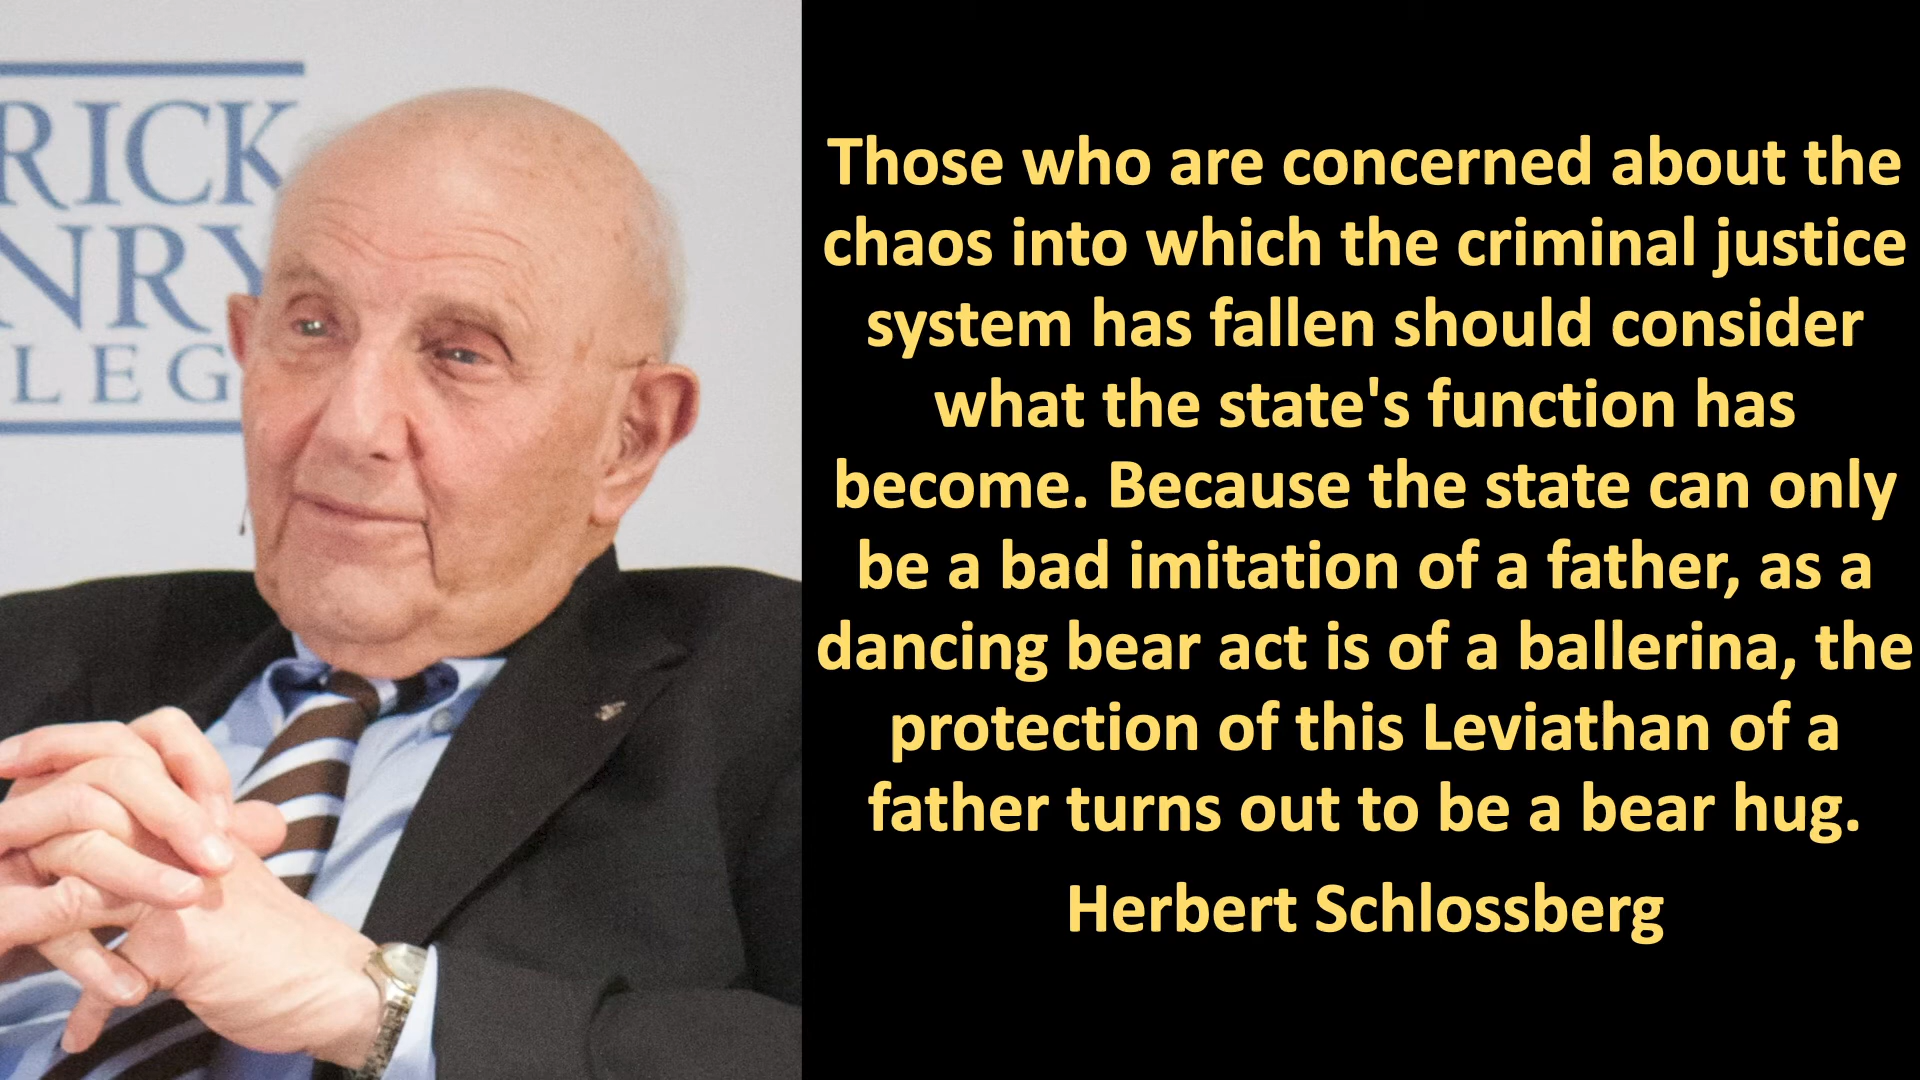 RICK
NRY
LEG
Those who are concerned about the
chaos into which the criminal justice
system has fallen should consider
what the state's function has
become. Because the state can only
be a bad imitation of a father, as a
dancing bear act is of a ballerina, the
protection of this Leviathan of a
father turns out to be a bear hug.
Herbert Schlossberg